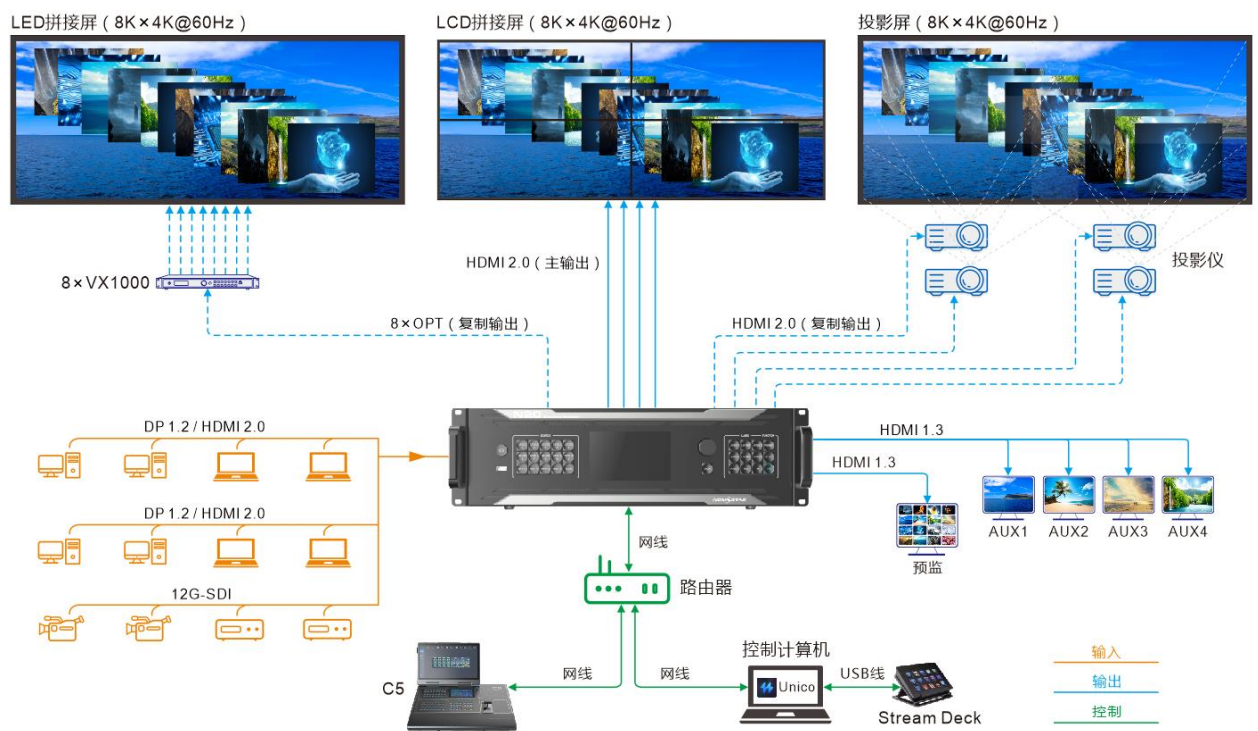 LED拼接屏（8K×4K@60Hz）
LCD拼接屏（8K×4K@60Hz）
投影屏（8K×4K@60Hz）
HDMI 2.0（主输出）
投影仪
8×VX1000
8×OPT（复制输出）
HDMI 2.0（复制输出）
DP 1.2 / HDMI 2.0
HDMI 1.3
HDMI 1.3
DP 1.2 / HDMI 2.0
AUX1
AUX2
AUX3
AUX4
网线
预监
路由器
12G-SDI
控制计算机
输入
C5
网线
网线
Unico
USB线
输出
Stream Deck
控制